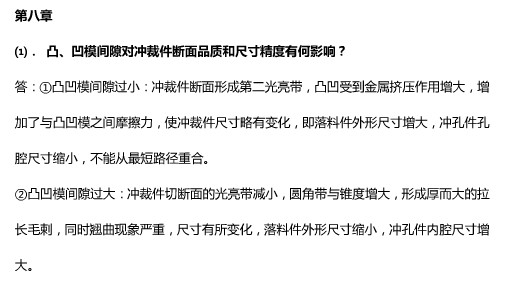 第八章
⑴． 凸、凹模间隙对冲裁件断面品质和尺寸精度有何影响？
答：①凸凹模间隙过小：冲裁件断面形成第二光亮带，凸凹受到金属挤压作用增大，增
加了与凸凹模之间摩擦力，使冲裁件尺寸略有变化，即落料件外形尺寸增大，冲孔件孔
腔尺寸缩小，不能从最短路径重合。
②凸凹模间隙过大：冲裁件切断面的光亮带减小，圆角带与锥度增大，形成厚而大的拉
长毛刺，同时翘曲现象严重，尺寸有所变化，落料件外形尺寸缩小，冲孔件内腔尺寸增
大。